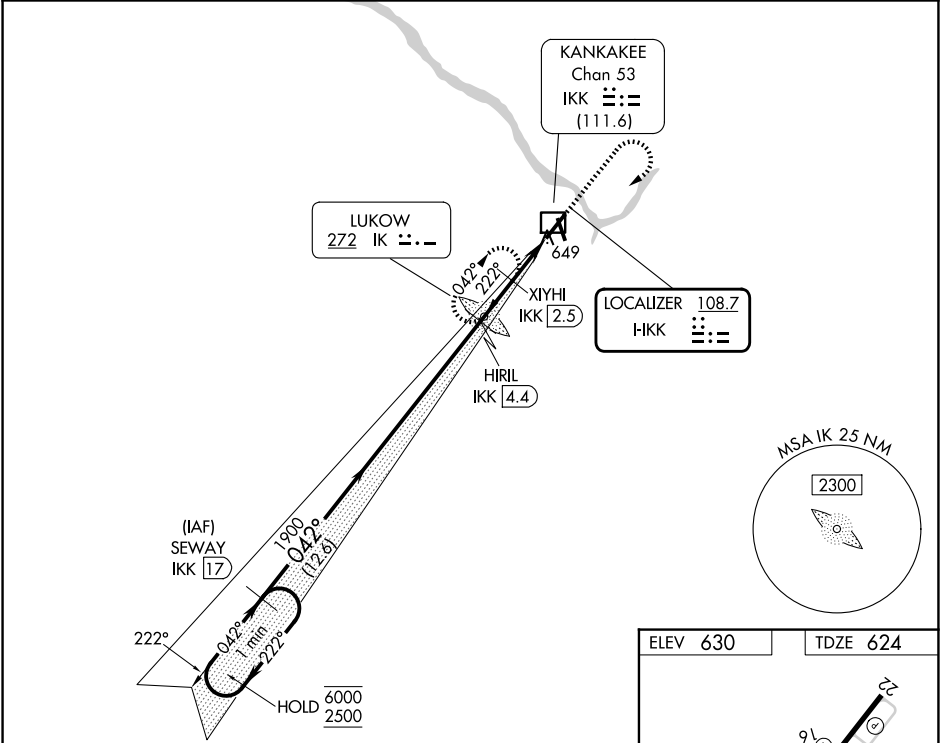 KANKAKEE
Chan 53
IKK
(111.6)
LUKOW
272 IK
649
042°
222°
XIYHI
IKK 2.5
LOCALIZER 108.7
I-IKK
HIRIL
IKK 4.4
MSA IK 25 NM
2300
(IAF)
SEWAY
IKK 17
1900
042°
(12.6)
222°
042°
1 min
222°
HOLD 6000
2500
ELEV 630
TDZE 624
22
16
P